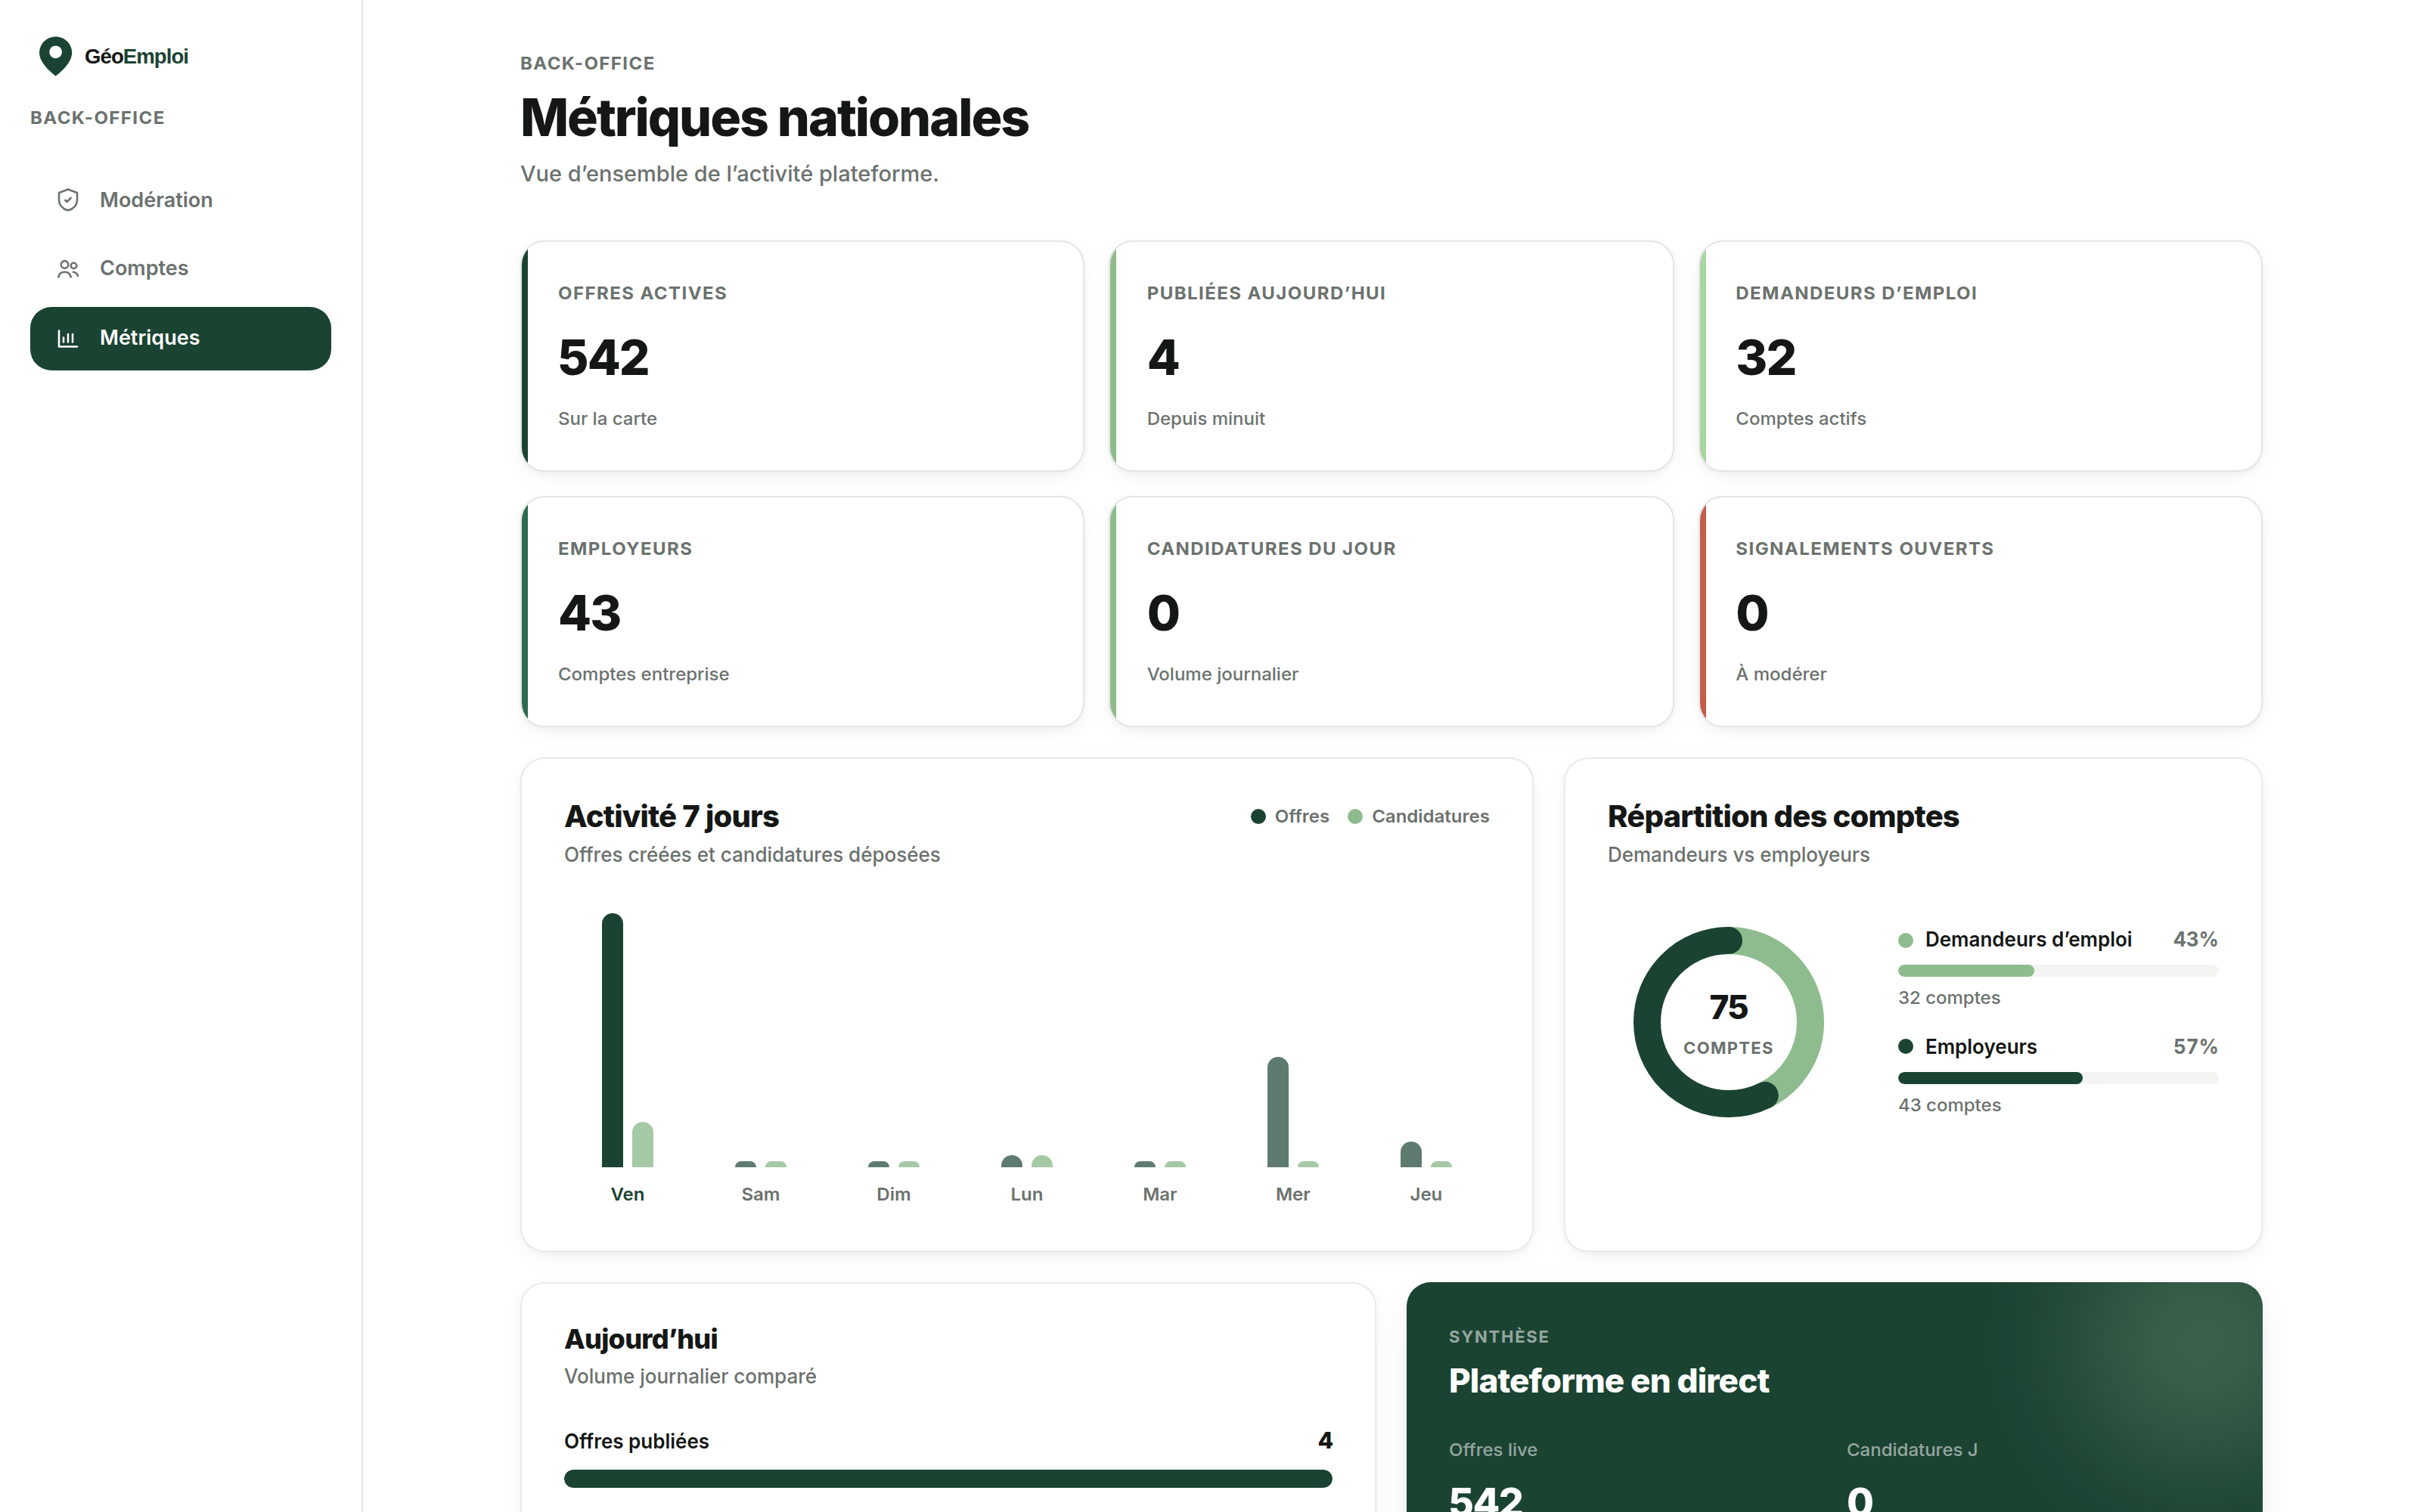 GéoEmploi
BACK-OFFICE
Modération
Comptes
Métriques
BACK-OFFICE
Métriques nationales
Vue d’ensemble de l’activité plateforme.
OFFRES ACTIVES
542
Sur la carte
PUBLIÉES AUJOURD’HUI
4
Depuis minuit
DEMANDEURS D’EMPLOI
32
Comptes actifs
EMPLOYEURS
43
Comptes entreprise
CANDIDATURES DU JOUR
0
Volume journalier
SIGNALEMENTS OUVERTS
0
À modérer
Activité 7 jours
Offres créées et candidatures déposées
Offres
Candidatures
Ven
Sam
Dim
Lun
Mar
Mer
Jeu
Répartition des comptes
Demandeurs vs employeurs
75
COMPTES
Demandeurs d’emploi 43%
32 comptes
Employeurs 57%
43 comptes
Aujourd’hui
Volume journalier comparé
Offres publiées 4
SYNTHÈSE
Plateforme en direct
Offres live
542
Candidatures J
0